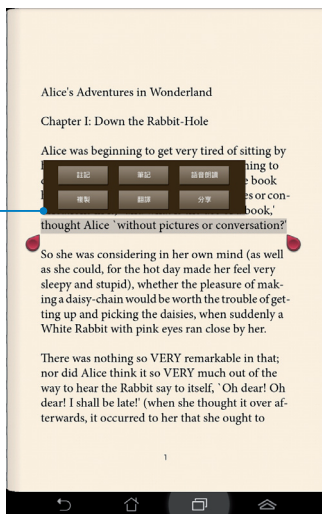 Alice's Adventures in Wonderland
Chapter I: Down the Rabbit-Hole
Alice was beginning to get very tired of sitting by
hing to
註記 筆記 語音朗讀
book
es or con-
複製 翻譯 分享
book,'
thought Alice `without pictures or conversation?'
So she was considering in her own mind (as well
as she could, for the hot day made her feel very
sleepy and stupid), whether the pleasure of mak-
ing a daisy-chain would be worth the trouble of get-
ting up and picking the daisies, when suddenly a
White Rabbit with pink eyes ran close by her.
There was nothing so VERY remarkable in that;
nor did Alice think it so VERY much out of the
way to hear the Rabbit say to itself, `Oh dear! Oh
dear! I shall be late!' (when she thought it over af-
terwards, it occurred to her that she ought to
1